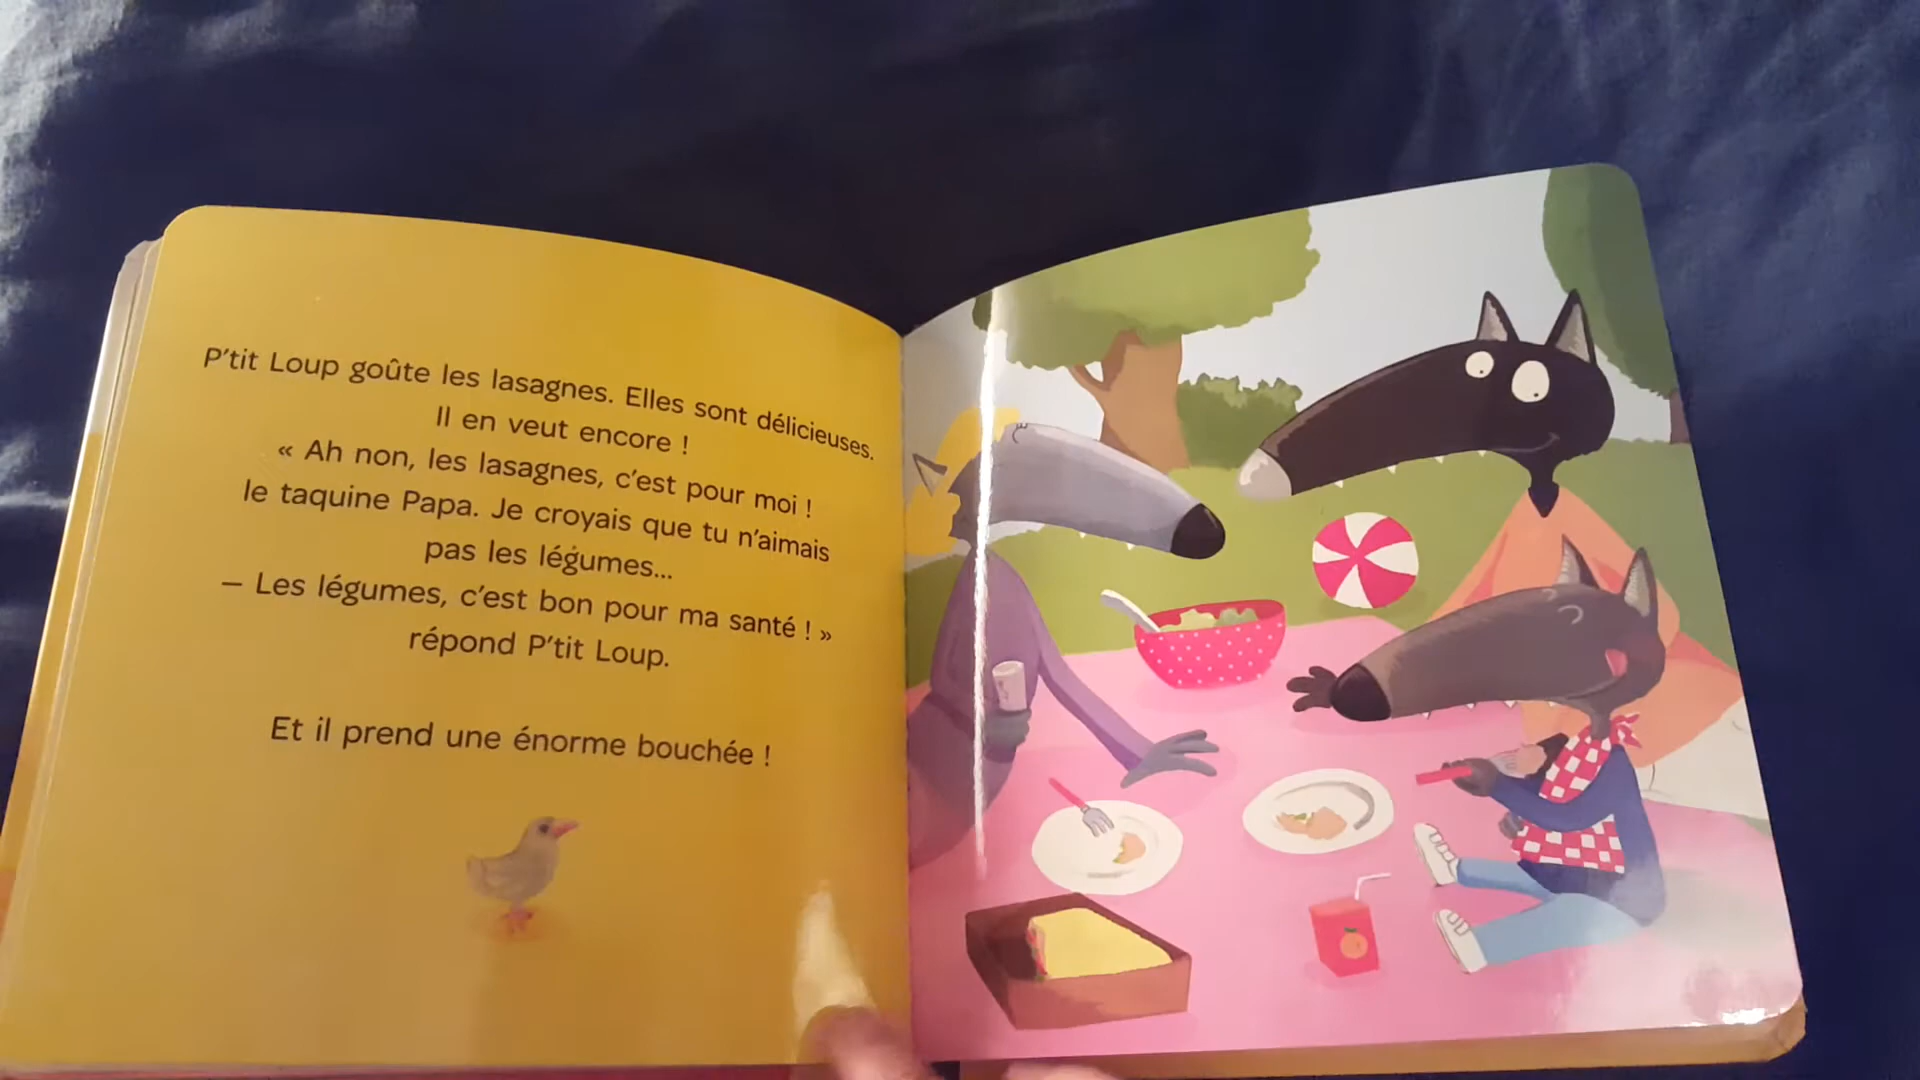 P'tit Loup goûte les lasagnes. Elles sont délicieuses.
Il en veut encore !
« Ah non, les lasagnes, c'est pour moi !
le taquine Papa. Je croyais que tu n'aimais
pas les légumes...
– Les légumes, c'est bon pour ma santé ! »
répond P'tit Loup.
Et il prend une énorme bouchée !